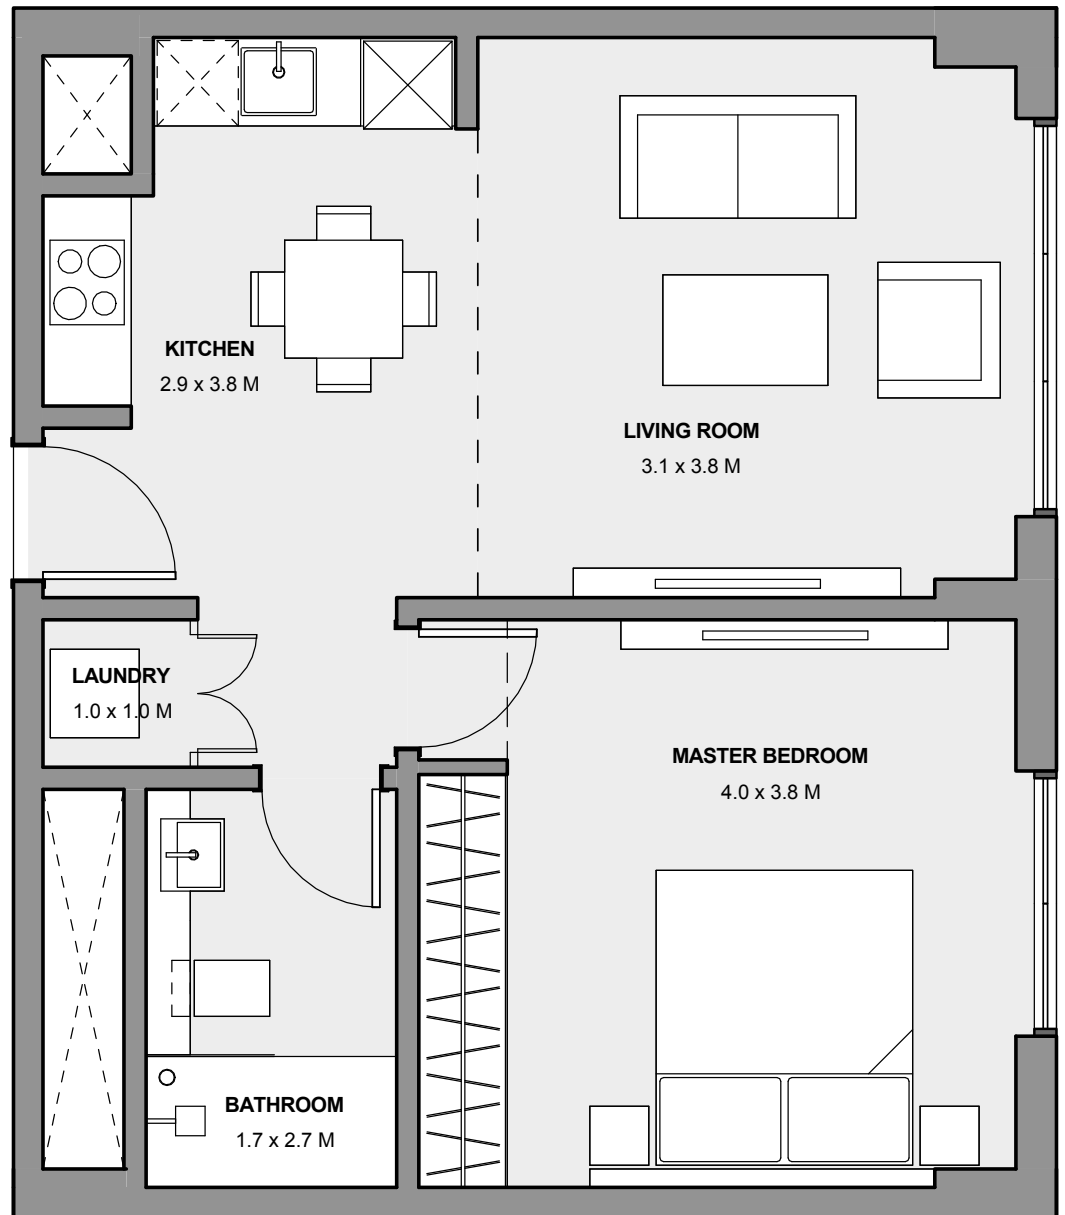 KITCHEN
2.9 x 3.8 M
LIVING ROOM
3.1 x 3.8 M
LAUNDRY
1.0 x 1.0 M
MASTER BEDROOM
4.0 x 3.8 M
BATHROOM
1.7 x 2.7 M